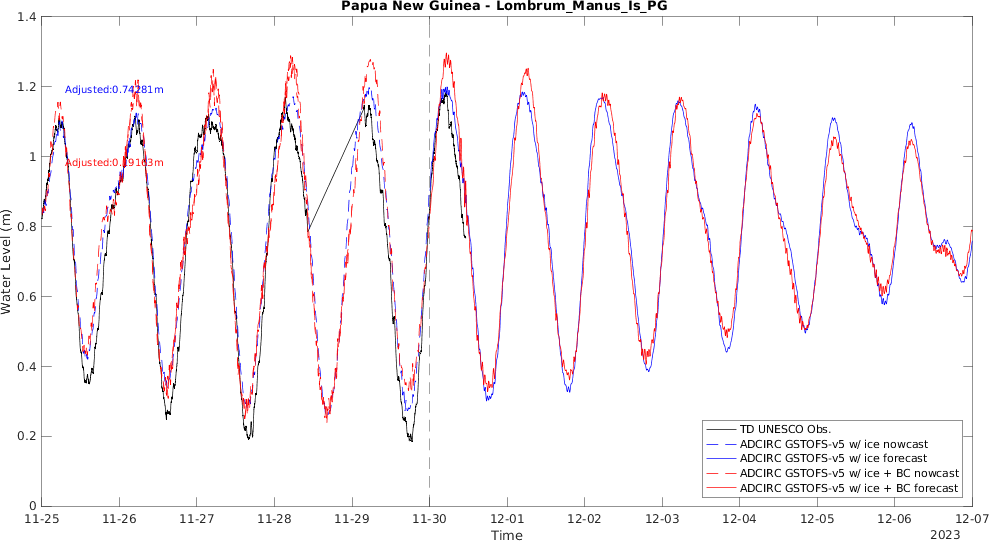 Papua New Guinea - Lombrum_Manus_Is_PG
1.4
1.2
1
0.8
0.6
0.4
0.2
0
Water Level (m)
Adjusted:0.74281m
TD UNESCO Obs.
ADCIRC GSTOFS-v5 w/ ice nowcast
ADCIRC GSTOFS-v5 w/ ice forecast
ADCIRC GSTOFS-v5 w/ ice + BC nowcast
ADCIRC GSTOFS-v5 w/ ice + BC forecast
11-25 11-26 11-27 11-28 11-29 11-30 12-01 12-02 12-03 12-04 12-05 12-06 12-07
Time
2023